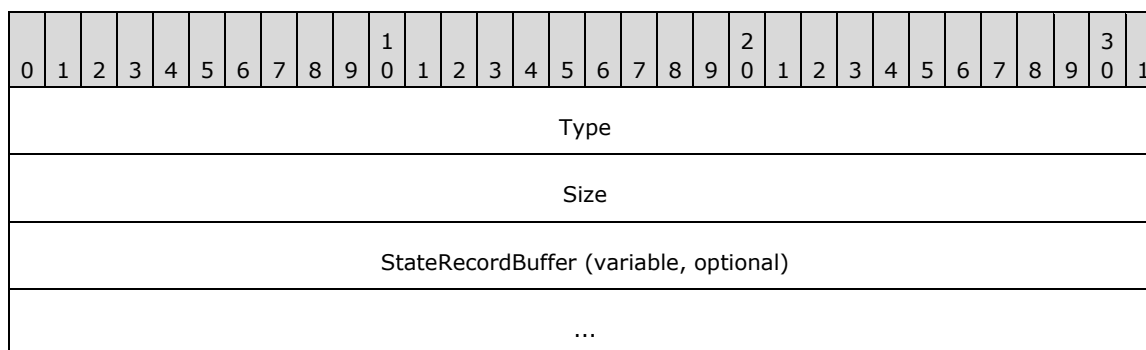 1 2 3
0 1 2 3 4 5 6 7 8 9 0 1 2 3 4 5 6 7 8 9 0 1 2 3 4 5 6 7 8 9 0 1
Type
Size
StateRecordBuffer (variable, optional)
...